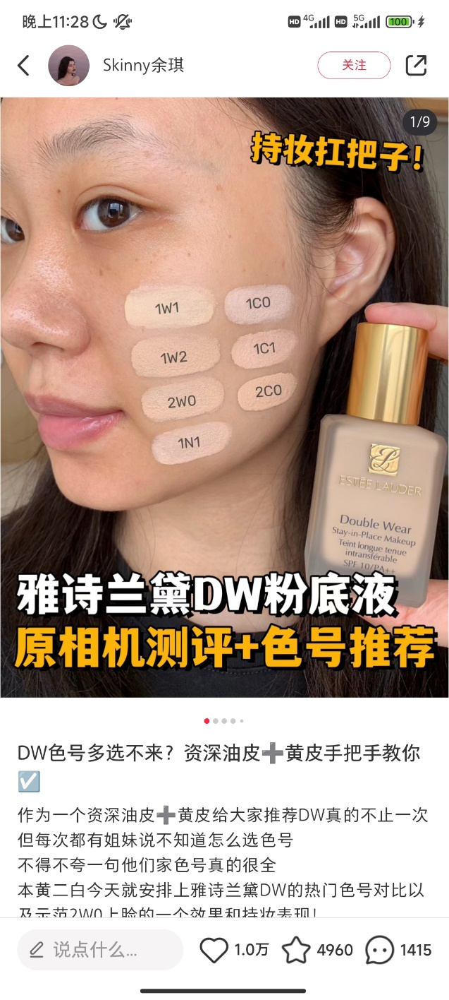 晚上11:28
HD 4G HD 5G 100
Skinny余琪
关注
1/9
持妆扛把子!
1W1
1C0
1W2
1C1
2W0
2C0
1N1
ESTĒE LAUDER
Double Wear
Stay-in-Place Makeup
Teint longue tenue
intransférable
SPF 10/PA++
雅诗兰黛DW粉底液
原相机测评+色号推荐
DW色号多选不来?资深油皮➕黄皮手把手教你
☑️
作为一个资深油皮➕黄皮给大家推荐DW真的不止一次
但每次都有姐妹说不知道怎么选色号
不得不夸一句他们家色号真的很全
本黄二白今天就安排上雅诗兰黛DW的热门色号对比以
及示范2W0上脸的一个效果和持妆表现!
说点什么...
1.0万
4960
1415